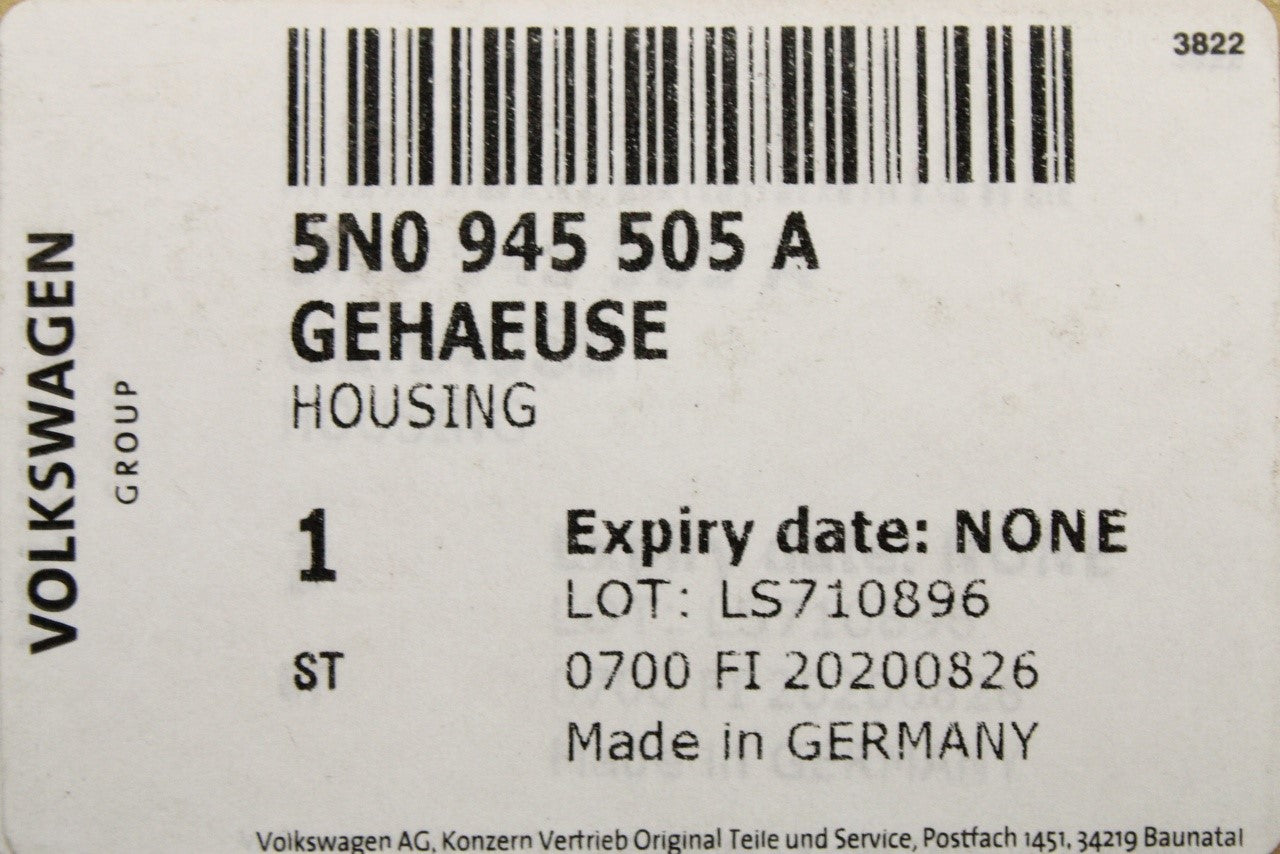 3822
5N0 945 505 A
GEHAEUSE
HOUSING
VOLKSWAGEN
GROUP
1
Expiry date: NONE
LOT: LS710896
ST
0700 FI 20200826
Made in GERMANY
Volkswagen AG, Konzern Vertrieb Original Teile und Service, Postfach 1451, 34219 Baunatal